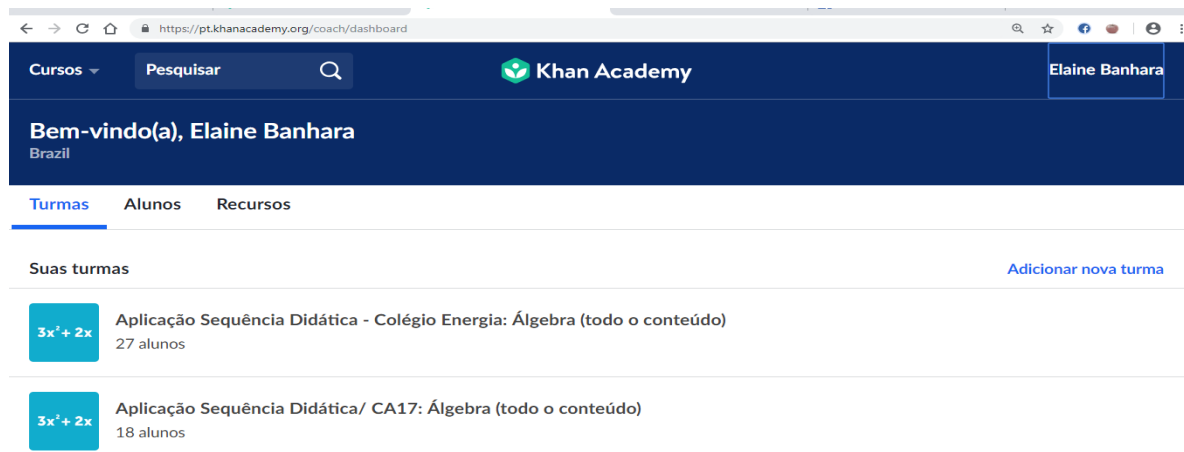 https://pt.khanacademy.org/coach/dashboard
Cursos Pesquisar Khan Academy Elaine Banhara
Bem-vindo(a), Elaine Banhara
Brazil
Turmas Alunos Recursos
Suas turmas Adicionar nova turma
3x²+ 2x
Aplicação Sequência Didática - Colégio Energia: Álgebra (todo o conteúdo)
27 alunos
3x²+ 2x
Aplicação Sequência Didática/ CA17: Álgebra (todo o conteúdo)
18 alunos